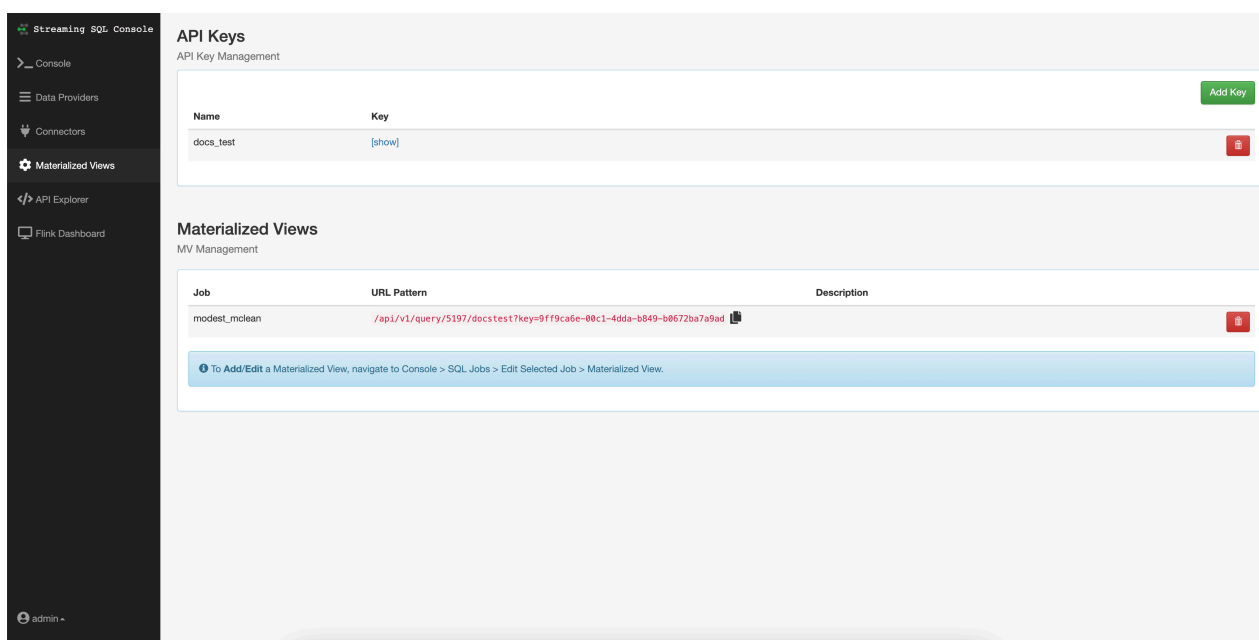 Streaming SQL Console
Console
Data Providers
Connectors
Materialized Views
API Explorer
Flink Dashboard
admin
API Keys
API Key Management
Add Key
Name Key
docs_test [show]
Materialized Views
MV Management
Job URL Pattern Description
modest_mclean /api/v1/query/5197/docstest?key=9ff9ca6e-00c1-4dda-b849-b0672ba7a9ad
To Add/Edit a Materialized View, navigate to Console > SQL Jobs > Edit Selected Job > Materialized View.